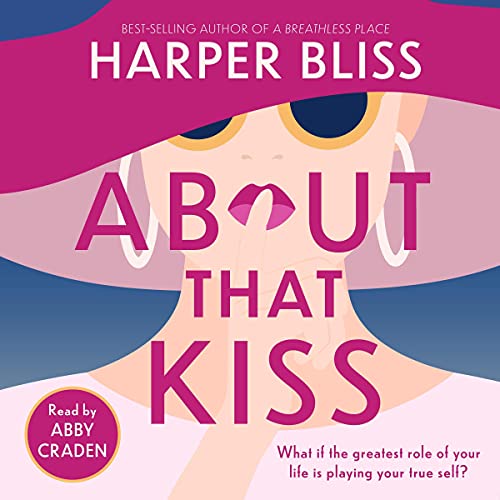 BEST-SELLING AUTHOR OF A BREATHLESS PLACE
HARPER BLISS
ABOUT
THAT
KISS
Read by
ABBY
CRADEN
What if the greatest role of your
life is playing your true self?